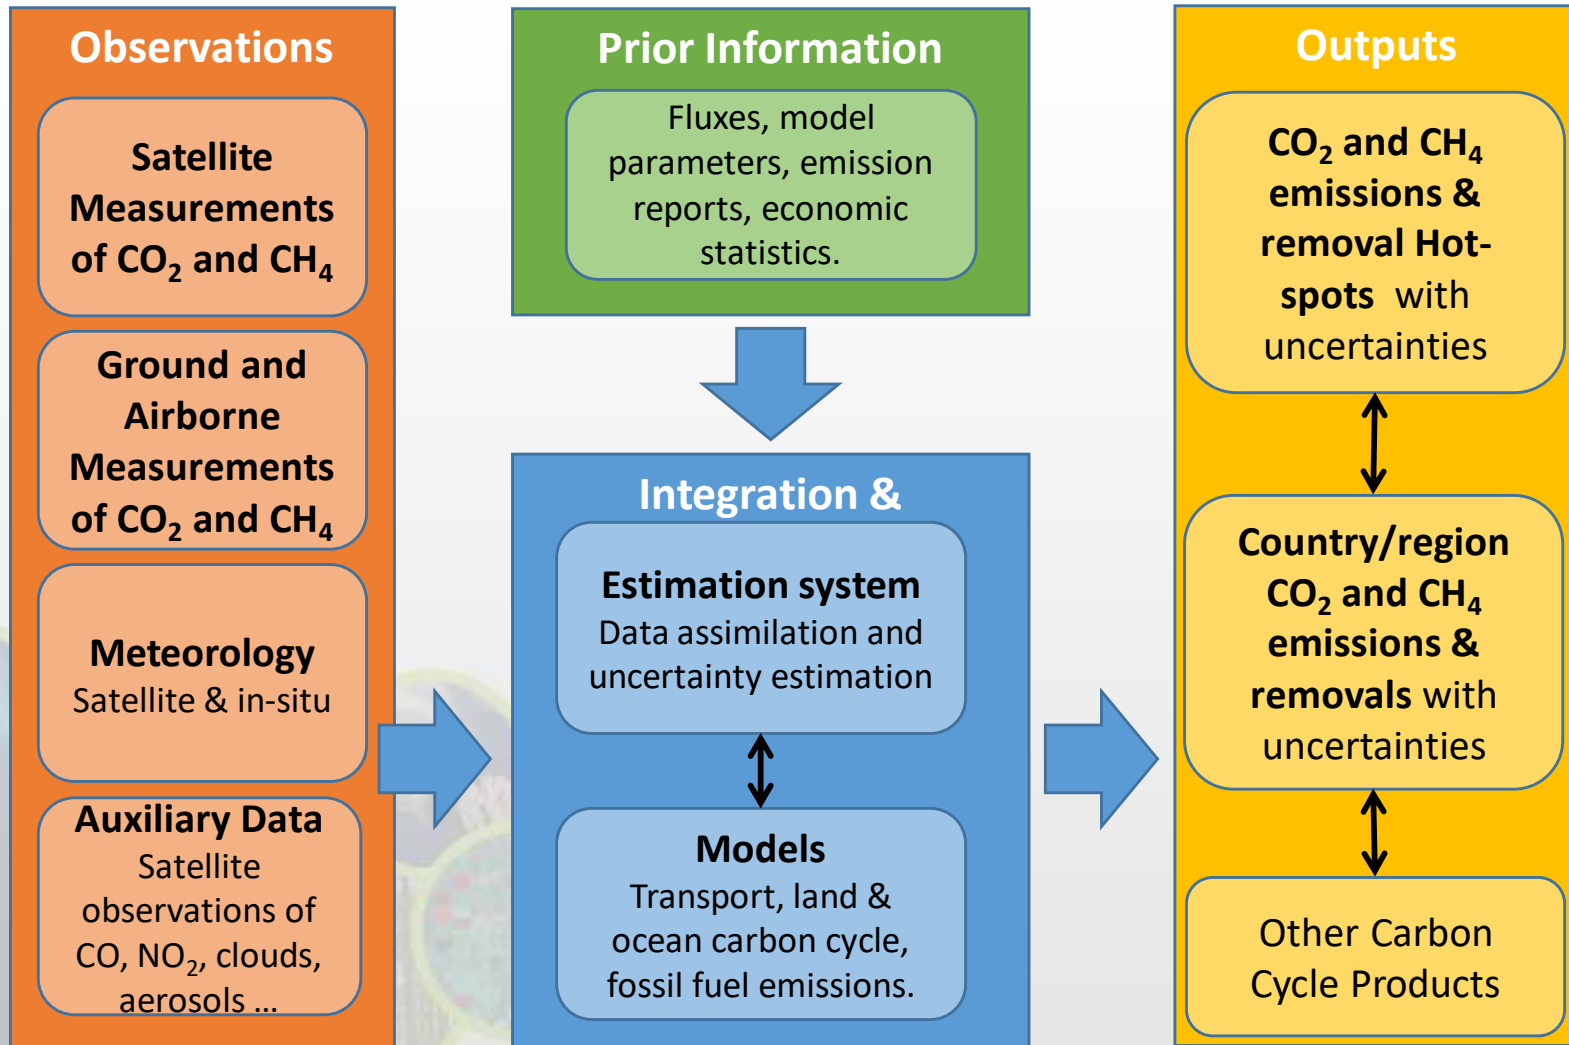 Observations
Satellite
Measurements
of CO₂ and CH₄
Ground and
Airborne
Measurements
of CO₂ and CH₄
Meteorology
Satellite & in-situ
Auxiliary Data
Satellite
observations of
CO, NO₂, clouds,
aerosols ...
Prior Information
Fluxes, model
parameters, emission
reports, economic
statistics.
Integration &
Estimation system
Data assimilation and
uncertainty estimation
Models
Transport, land &
ocean carbon cycle,
fossil fuel emissions.
Outputs
CO₂ and CH₄
emissions &
removal Hot-
spots with
uncertainties
Country/region
CO₂ and CH₄
emissions &
removals with
uncertainties
Other Carbon
Cycle Products